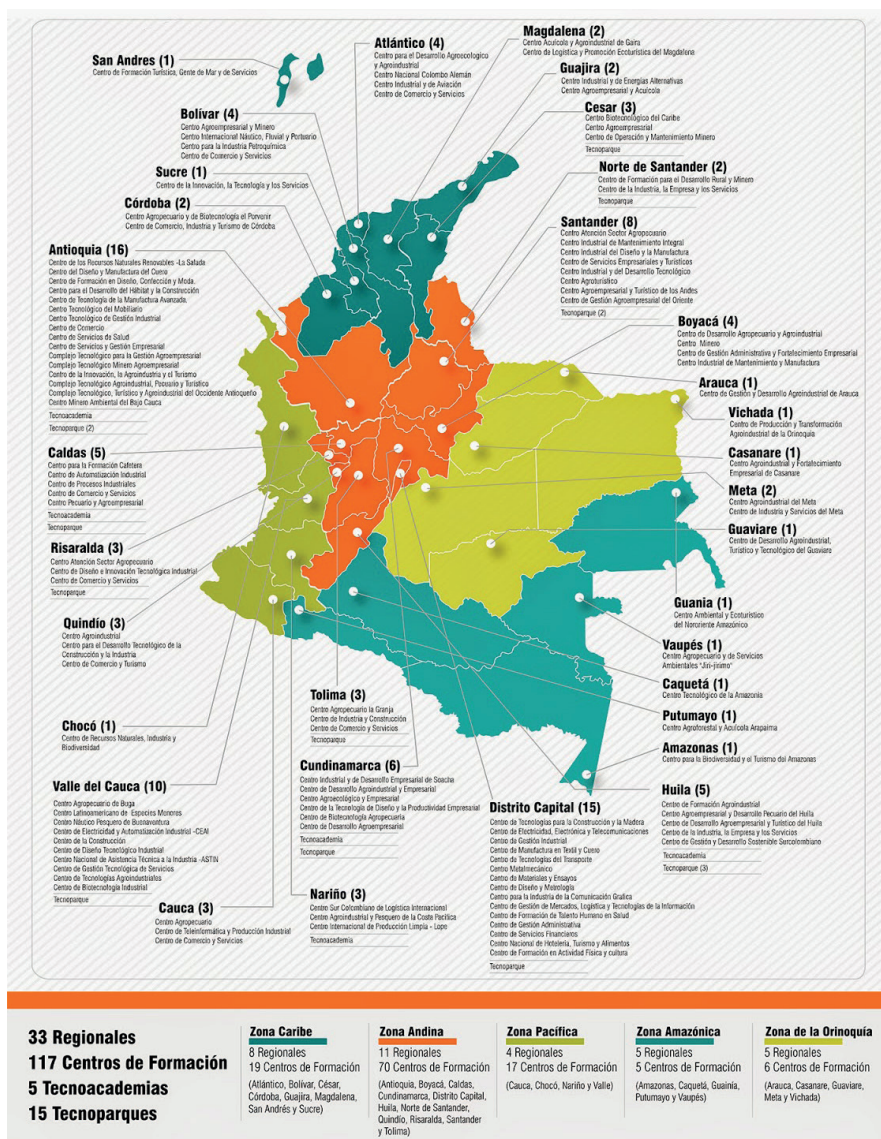 San Andres (1)
Centro de Formación Turística, Gente de Mar y de Servicios
Atlántico (4)
Centro para el Desarrollo Agroecologico
y Agroindustrial
Centro Nacional Colombo Alemán
Centro Industrial y de Aviación
Centro de Comercio y Servicios
Magdalena (2)
Centro Acuícola y Agroindustrial de Gaira
Centro de Logística y Promoción Ecoturística del Magdalena
Guajira (2)
Centro Industrial y de Energías Alternativas
Centro Agroempresarial y Acuícola
Cesar (3)
Centro Biotecnológico del Caribe
Centro Agroempresarial
Centro de Operación y Mantenimiento Minero
Tecnoparque
Bolívar (4)
Centro Agroempresarial y Minero
Centro Internacional Náutico, Fluvial y Portuario
Centro para la Industria Petroquímica
Centro de Comercio y Servicios
Sucre (1)
Centro de la Innovación, la Tecnología y los Servicios
Córdoba (2)
Centro Agropecuario y de Biotecnología el Porvenir
Centro de Comercio, Industria y Turismo de Córdoba
Norte de Santander (2)
Centro de Formación para el Desarrollo Rural y Minero
Centro de la Industria, la Empresa y los Servicios
Tecnoparque
Santander (8)
Centro Atención Sector Agropecuario
Centro Industrial de Mantenimiento Integral
Centro Industrial del Diseño y la Manufactura
Centro de Servicios Empresariales y Turísticos
Centro Industrial y del Desarrollo Tecnológico
Centro Agroturístico
Centro Agroempresarial y Turístico de los Andes
Centro de Gestión Agroempresarial del Oriente
Tecnoparque (2)
Antioquia (16)
Centro de los Recursos Naturales Renovables -La Salada
Centro del Diseño y Manufactura del Cuero
Centro de Formación en Diseño, Confección y Moda.
Centro para el Desarrollo del Hábitat y la Construcción
Centro de Tecnología de la Manufactura Avanzada.
Centro Tecnológico del Mobiliario
Centro Tecnológico de Gestión Industrial
Centro de Comercio
Centro de Servicios de Salud
Centro de Servicios y Gestión Empresarial
Complejo Tecnológico para la Gestión Agroempresarial
Complejo Tecnológico Minero Agroempresarial
Centro de la Innovación, la Agroindustria y el Turismo
Complejo Tecnológico Agroindustrial, Pecuario y Turístico
Complejo Tecnológico, Turístico y Agroindustrial del Occidente Antioqueño
Centro Minero Ambiental del Bajo Cauca
Tecnoacademia
Tecnoparque (2)
Boyacá (4)
Centro de Desarrollo Agropecuario y Agroindustrial
Centro Minero
Centro de Gestión Administrativa y Fortalecimiento Empresarial
Centro Industrial de Mantenimiento y Manufactura
Arauca (1)
Centro de Gestión y Desarrollo Agroindustrial de Arauca
Vichada (1)
Centro de Producción y Transformación
Agroindustrial de la Orinoquia
Casanare (1)
Centro Agroindustrial y Fortalecimiento
Empresarial de Casanare
Meta (2)
Centro Agroindustrial del Meta
Centro de Industria y Servicios del Meta
Guaviare (1)
Centro de Desarrollo Agroindustrial,
Turístico y Tecnológico del Guaviare
Caldas (5)
Centro para la Formación Cafetera
Centro de Automatización Industrial
Centro de Procesos Industriales
Centro de Comercio y Servicios
Centro Pecuario y Agroempresarial
Tecnoacademia
Tecnoparque
Risaralda (3)
Centro Atención Sector Agropecuario
Centro de Diseño e Innovación Tecnológica Industrial
Centro de Comercio y Servicios
Tecnoparque
Quindío (3)
Centro Agroindustrial
Centro para el Desarrollo Tecnológico de la
Construcción y la Industria
Centro de Comercio y Turismo
Guania (1)
Centro Ambiental y Ecoturístico
del Nororiente Amazónico
Vaupés (1)
Centro Agropecuario y de Servicios
Ambientales "Jiri-jirimo"
Caquetá (1)
Centro Tecnológico de la Amazonia
Putumayo (1)
Centro Agroforestal y Acuícola Arapaima
Amazonas (1)
Centro para la Biodiversidad y el Turismo del Amazonas
Chocó (1)
Centro de Recursos Naturales, Industria y
Biodiversidad
Tolima (3)
Centro Agropecuario la Granja
Centro de Industria y Construcción
Centro de Comercio y Servicios
Tecnoparque
Cundinamarca (6)
Centro Industrial y de Desarrollo Empresarial de Soacha
Centro de Desarrollo Agroindustrial y Empresarial
Centro Agroecológico y Empresarial
Centro de la Tecnología de Diseño y la Productividad Empresarial
Centro de Biotecnología Agropecuaria
Centro de Desarrollo Agroempresarial
Tecnoacademia
Tecnoparque
Valle del Cauca (10)
Centro Agropecuario de Buga
Centro Latinoamericano de Especies Menores
Centro Náutico Pesquero de Buenaventura
Centro de Electricidad y Automatización Industrial -CEAI
Centro de la Construcción
Centro de Diseño Tecnológico Industrial
Centro Nacional de Asistencia Técnica a la Industria -ASTIN
Centro de Gestión Tecnológica de Servicios
Centro de Tecnologías Agroindustriales
Centro de Biotecnología Industrial
Tecnoparque
Cauca (3)
Centro Agropecuario
Centro de Teleinformática y Producción Industrial
Centro de Comercio y Servicios
Nariño (3)
Centro Sur Colombiano de Logística Internacional
Centro Agroindustrial y Pesquero de la Costa Pacífica
Centro Internacional de Producción Limpia - Lope
Tecnoacademia
Distrito Capital (15)
Centro de Tecnologías para la Construcción y la Madera
Centro de Electricidad, Electrónica y Telecomunicaciones
Centro de Gestión Industrial
Centro de Manufactura en Textil y Cuero
Centro de Tecnologías del Transporte
Centro Metalmecánico
Centro de Materiales y Ensayos
Centro de Diseño y Metrología
Centro para la Industria de la Comunicación Grafica
Centro de Gestión de Mercados, Logística y Tecnologías de la Información
Centro de Formación de Talento Humano en Salud
Centro de Gestión Administrativa
Centro de Servicios Financieros
Centro Nacional de Hotelería, Turismo y Alimentos
Centro de Formación en Actividad Física y cultura
Tecnoparque
Huila (5)
Centro de Formación Agroindustrial
Centro Agroempresarial y Desarrollo Pecuario del Huila
Centro de Desarrollo Agroempresarial y Turístico del Huila
Centro de la Industria, la Empresa y los Servicios
Centro de Gestión y Desarrollo Sostenible Surcolombiano
Tecnoacademia
Tecnoparque (3)
33 Regionales
117 Centros de Formación
5 Tecnoacademias
15 Tecnoparques
Zona Caribe
8 Regionales
19 Centros de Formación
(Atlántico, Bolívar, César,
Córdoba, Guajira, Magdalena,
San Andrés y Sucre)
Zona Andina
11 Regionales
70 Centros de Formación
(Antioquia, Boyacá, Caldas,
Cundinamarca, Distrito Capital,
Huila, Norte de Santander,
Quindío, Risaralda, Santander
y Tolima)
Zona Pacífica
4 Regionales
17 Centros de Formación
(Cauca, Chocó, Nariño y Valle)
Zona Amazónica
5 Regionales
5 Centros de Formación
(Amazonas, Caquetá, Guainía,
Putumayo y Vaupés)
Zona de la Orinoquía
5 Regionales
6 Centros de Formación
(Arauca, Casanare, Guaviare,
Meta y Vichada)